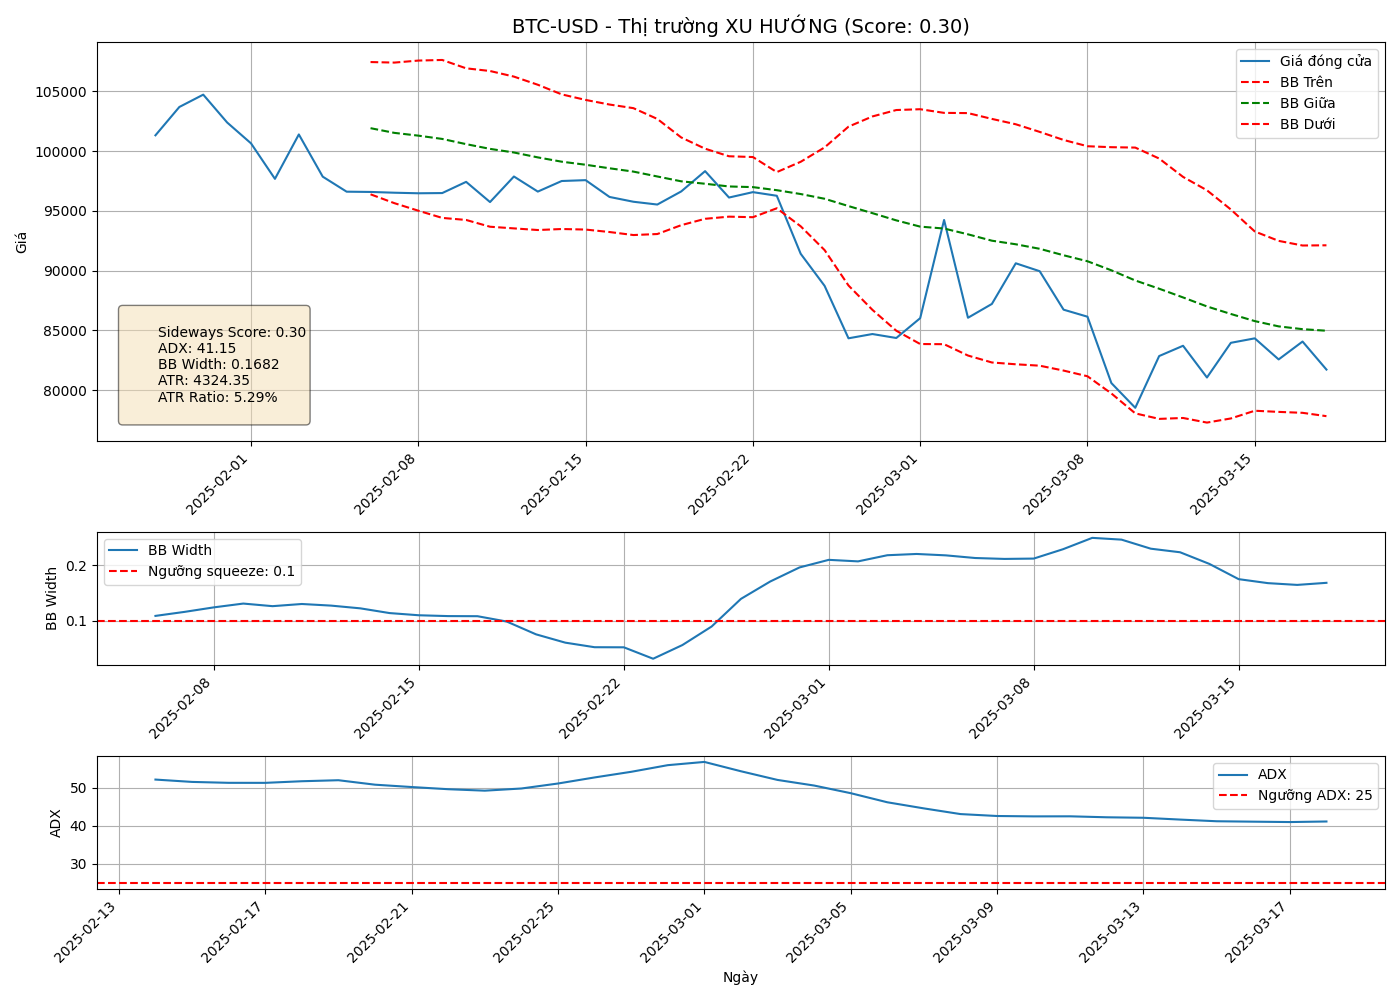 BTC-USD - Thị trường XU HƯỚNG (Score: 0.30)
Giá
105000
100000
95000
90000
85000
80000
Giá đóng cửa
BB Trên
BB Giữa
BB Dưới
Sideways Score: 0.30
ADX: 41.15
BB Width: 0.1682
ATR: 4324.35
ATR Ratio: 5.29%
2025-02-01
2025-02-08
2025-02-15
2025-02-22
2025-03-01
2025-03-08
2025-03-15
BB Width
0.2
0.1
BB Width
Ngưỡng squeeze: 0.1
2025-02-08
2025-02-15
2025-02-22
2025-03-01
2025-03-08
2025-03-15
ADX
50
40
30
ADX
Ngưỡng ADX: 25
2025-02-13
2025-02-17
2025-02-21
2025-02-25
2025-03-01
2025-03-05
2025-03-09
2025-03-13
2025-03-17
Ngày